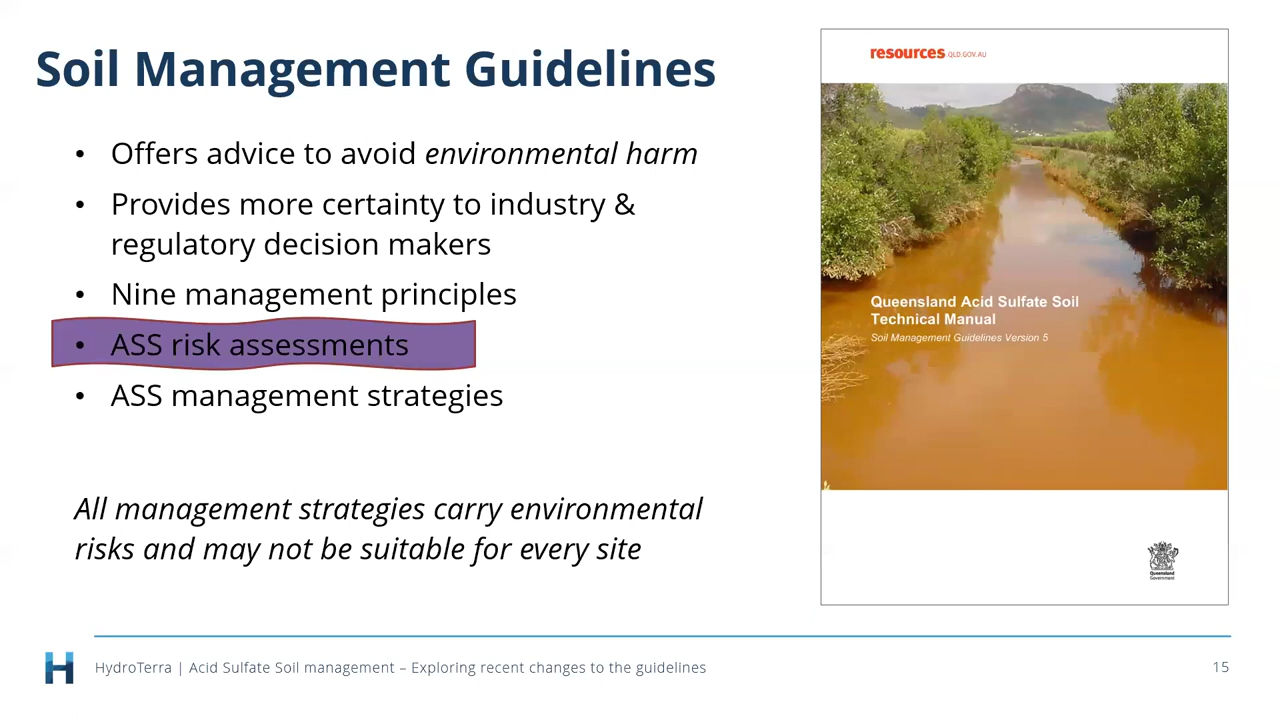 Soil Management Guidelines
• Offers advice to avoid environmental harm
• Provides more certainty to industry &
regulatory decision makers
• Nine management principles
• ASS risk assessments
• ASS management strategies
All management strategies carry environmental
risks and may not be suitable for every site
resources.QLD.GOV.AU
Queensland Acid Sulfate Soil
Technical Manual
Soil Management Guidelines Version 5
Queensland
Government
HydroTerra | Acid Sulfate Soil management – Exploring recent changes to the guidelines
15